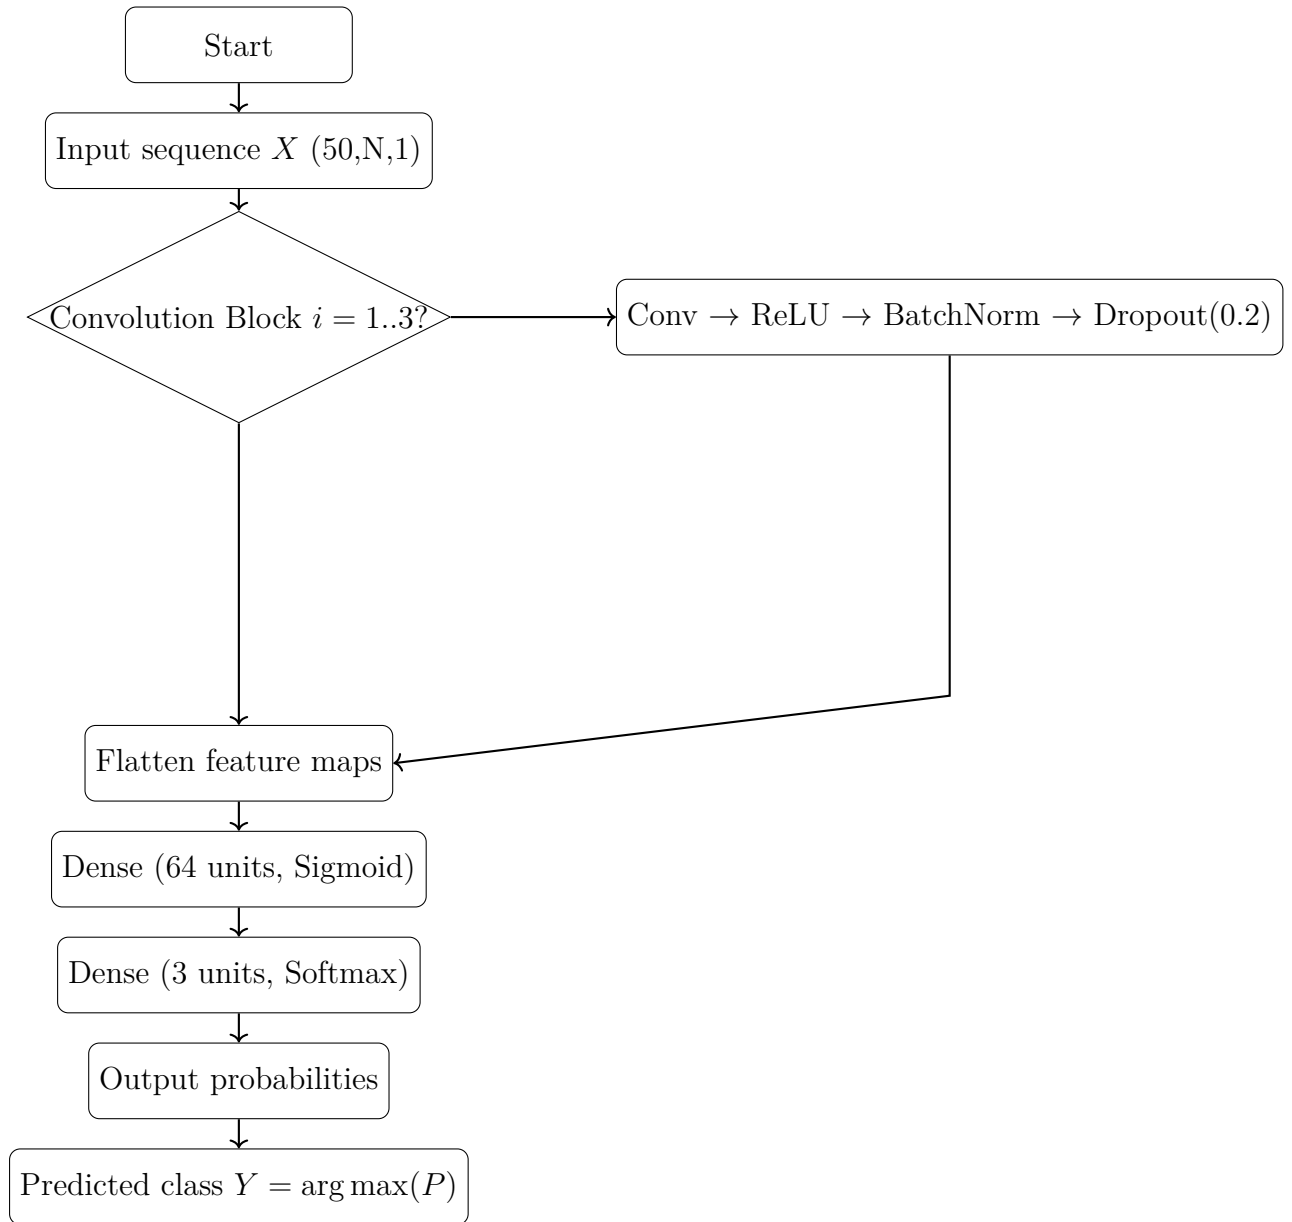 Start
Input sequence X (50,N,1)
Convolution Block i = 1..3?
Conv → ReLU → BatchNorm → Dropout(0.2)
Flatten feature maps
Dense (64 units, Sigmoid)
Dense (3 units, Softmax)
Output probabilities
Predicted class Y = arg max(P)